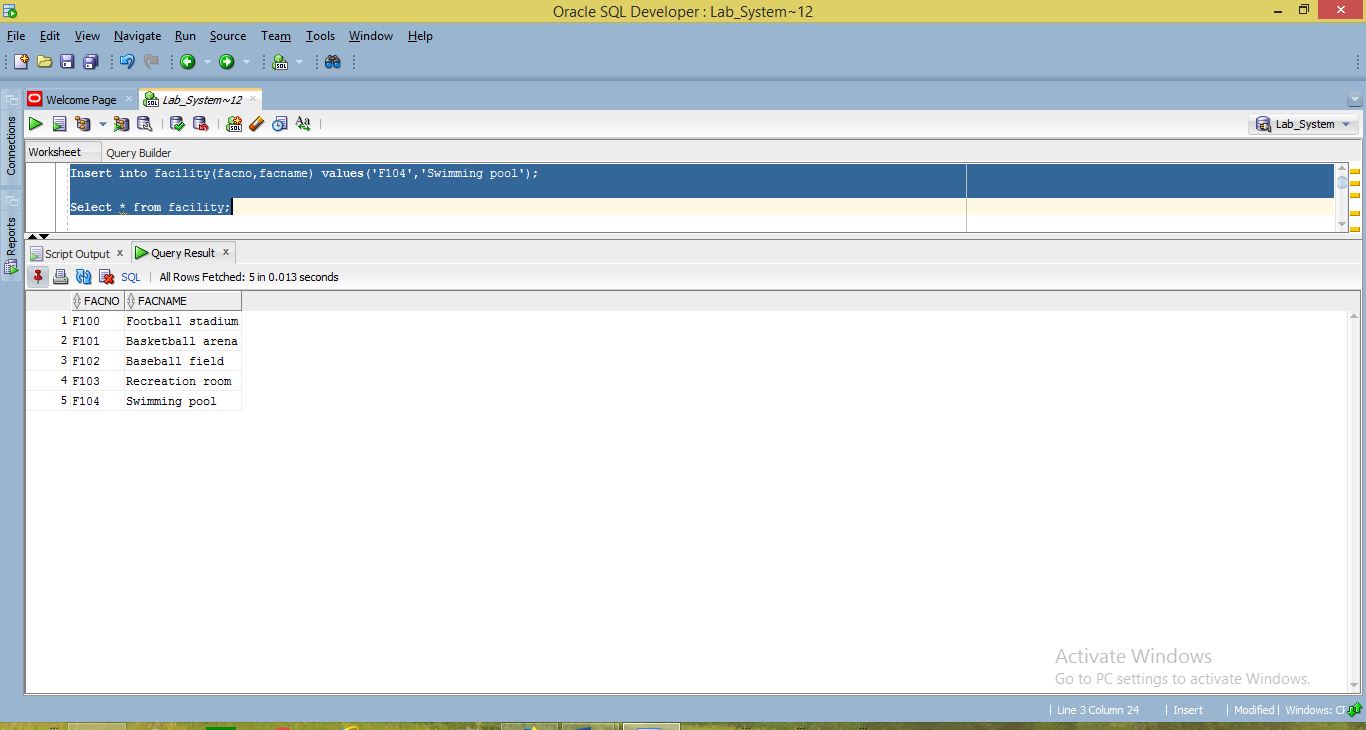 Oracle SQL Developer : Lab_System~12
File Edit View Navigate Run Source Team Tools Window Help
Welcome Page Lab_System~12
Connections
Reports
Lab_System
Worksheet Query Builder
Insert into facility(facno,facname) values('F104','Swimming pool');
Select * from facility;
Script Output x Query Result x
SQL | All Rows Fetched: 5 in 0.013 seconds
FACNO FACNAME
1 F100 Football stadium
2 F101 Basketball arena
3 F102 Baseball field
4 F103 Recreation room
5 F104 Swimming pool
Activate Windows
Go to PC settings to activate Windows.
| Line 3 Column 24 | Insert | Modified | Windows: